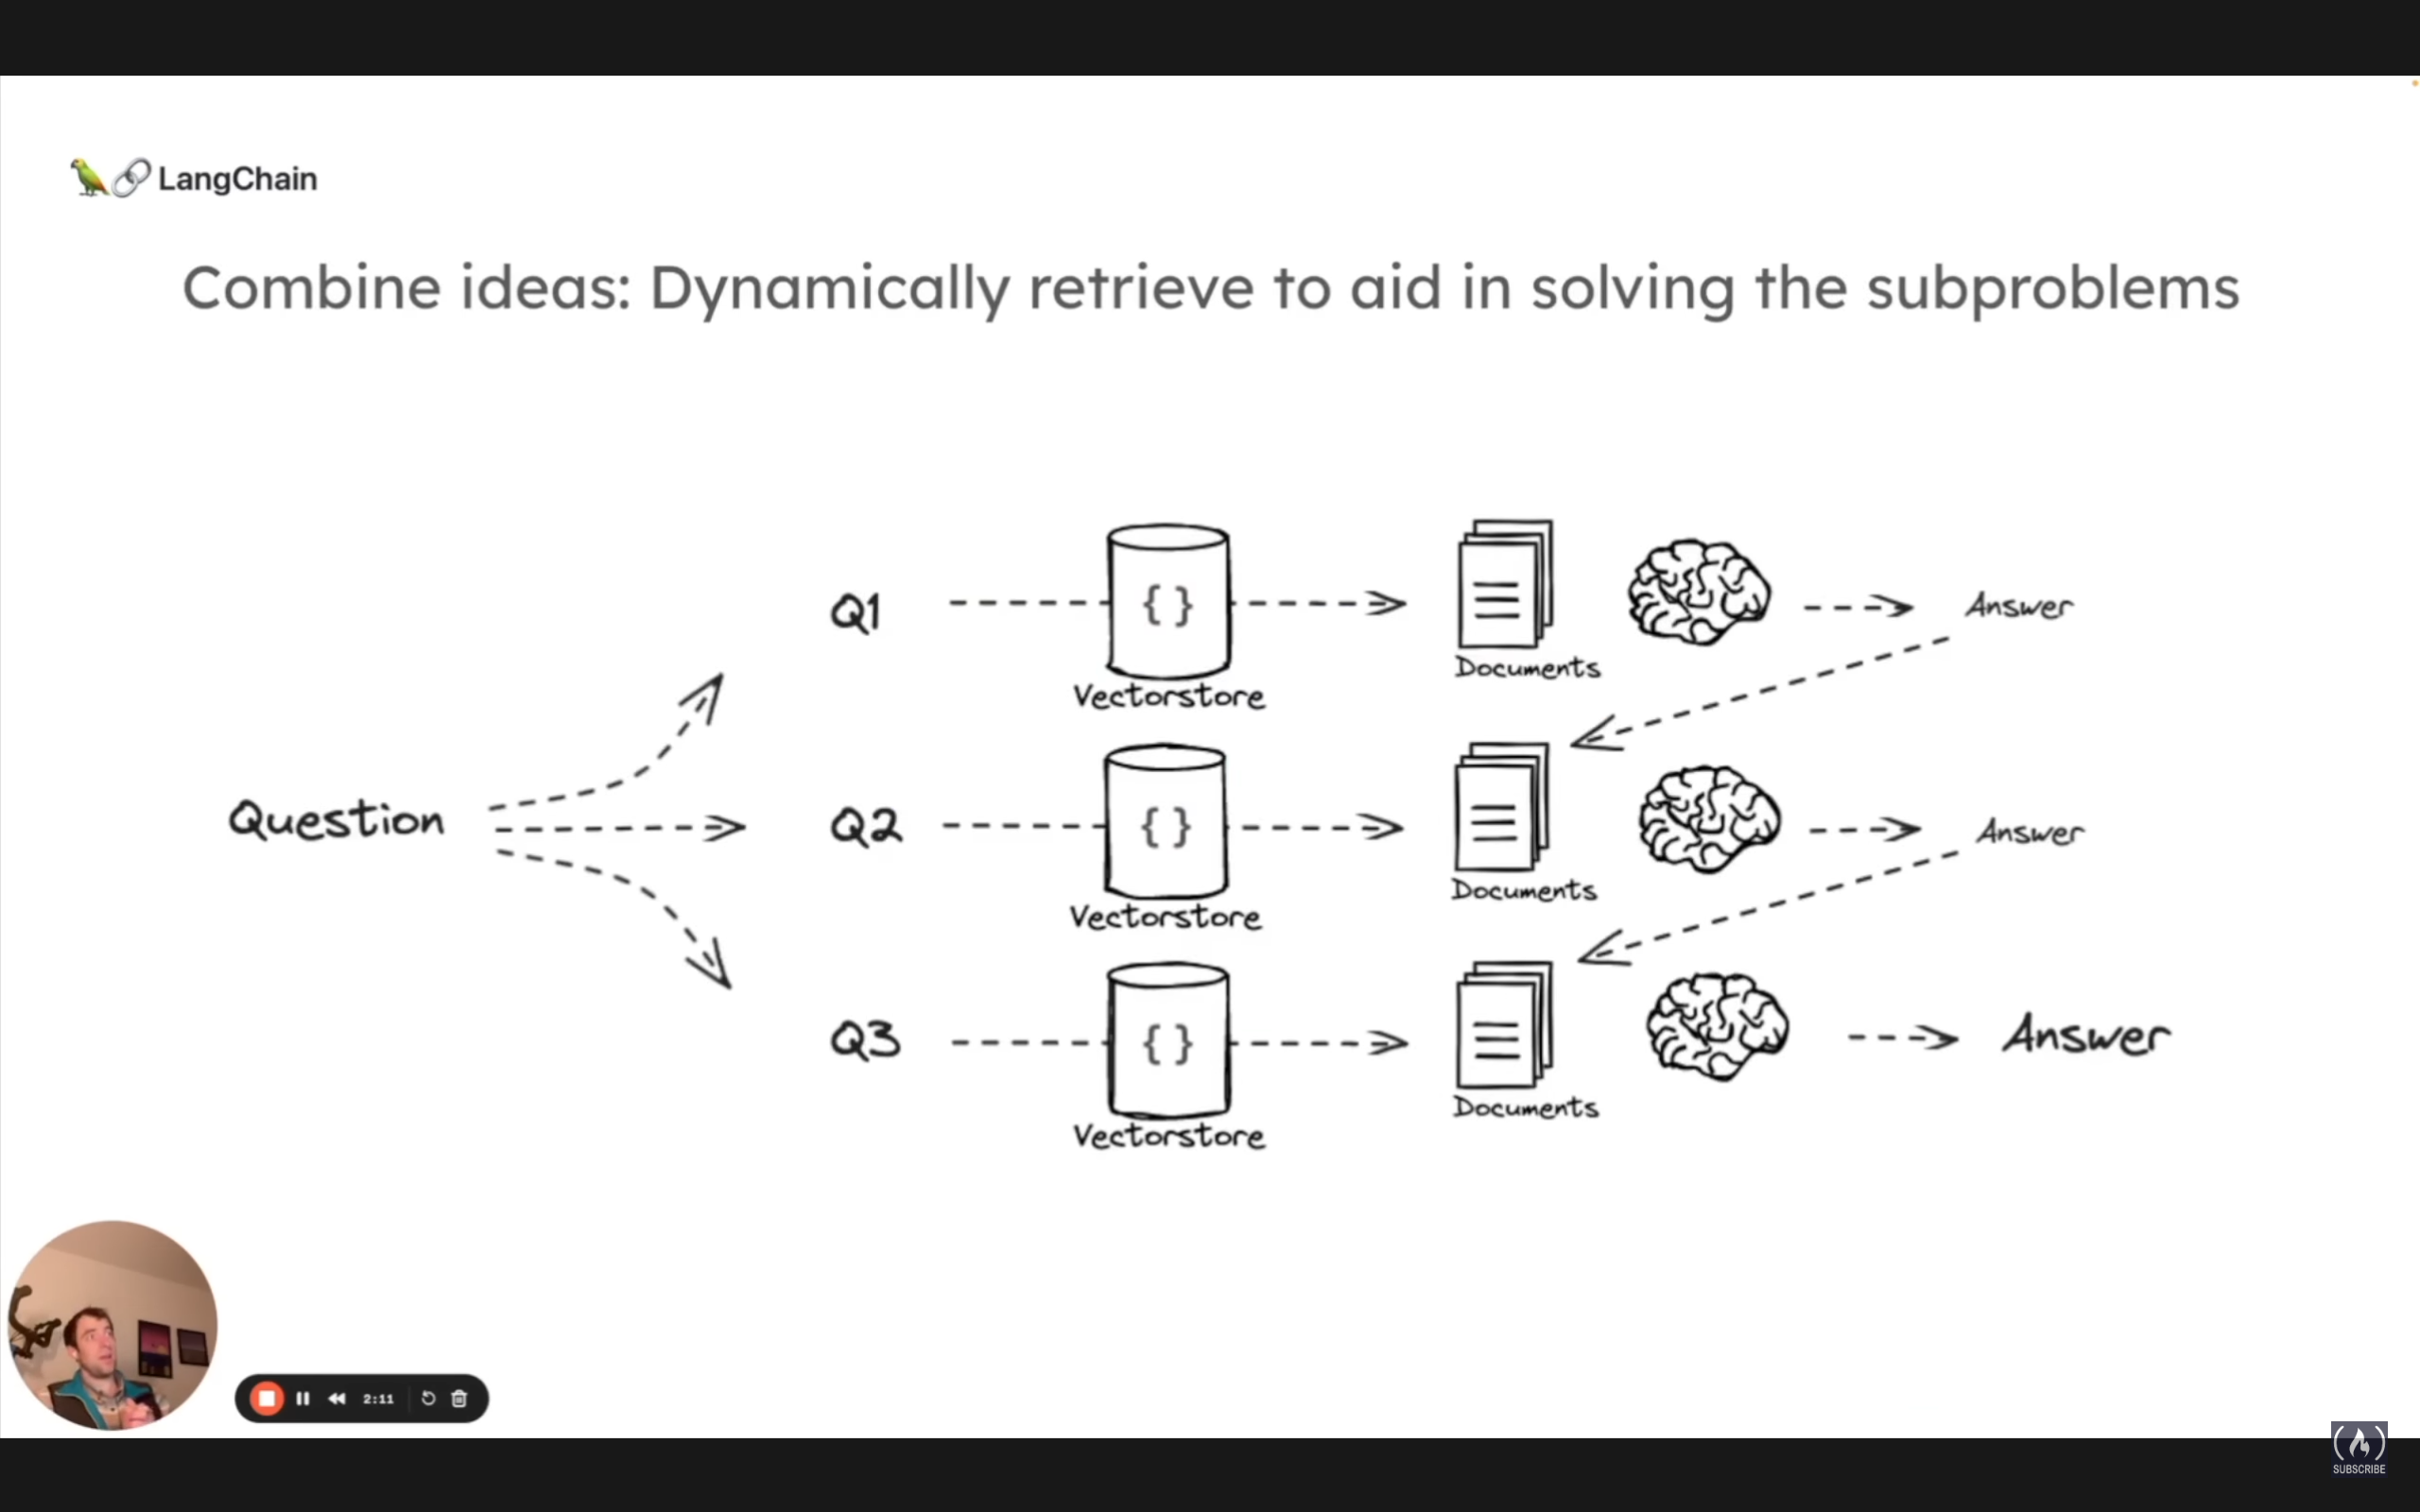 LangChain
Combine ideas: Dynamically retrieve to aid in solving the subproblems
Q1
{ }
Vectorstore
Documents
Answer
Question
Q2
{ }
Vectorstore
Documents
Answer
Q3
{ }
Vectorstore
Documents
Answer
2:11
SUBSCRIBE